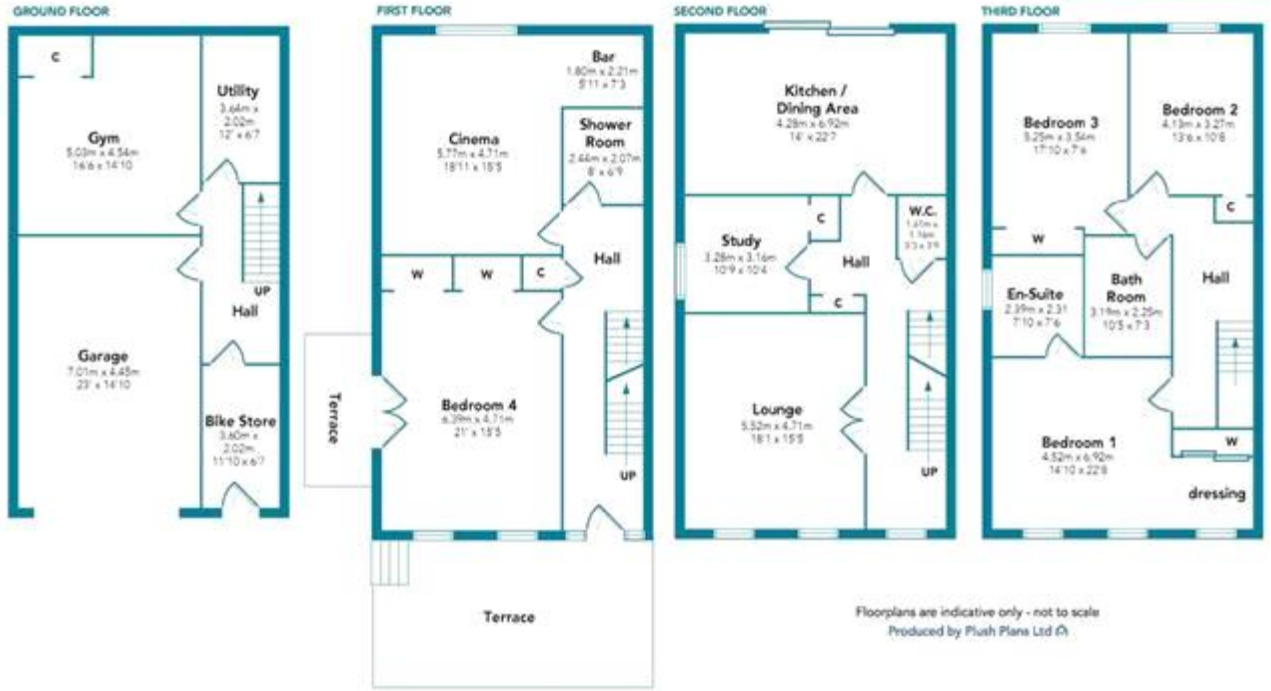 GROUND FLOOR
C
Gym
5.03m x 4.54m
16'6 x 14'10
Utility
3.64m x
2.02m
12' x 6'7
UP
Hall
Garage
7.01m x 4.45m
23' x 14'10
Bike Store
3.60m x
2.02m
11'10 x 6'7
FIRST FLOOR
Bar
1.80m x 2.21m
5'11 x 7'3
Cinema
5.77m x 4.71m
18'11 x 15'5
Shower
Room
2.44m x 2.07m
8' x 6'9
Hall
W
W
C
Terrace
Bedroom 4
6.39m x 4.71m
21' x 15'5
UP
Terrace
SECOND FLOOR
Kitchen /
Dining Area
4.28m x 6.92m
14' x 22'7
C
W.C.
Study
3.28m x 3.16m
10'9 x 10'4
Hall
C
Lounge
5.52m x 4.71m
18'1 x 15'5
UP
THIRD FLOOR
Bedroom 3
5.25m x 3.54m
17'10 x 7'6
Bedroom 2
4.13m x 3.27m
13'6 x 10'8
C
W
Hall
En-Suite
2.39m x 2.31
7'10 x 7'6
Bath
Room
3.19m x 2.25m
10'5 x 7'3
Bedroom 1
4.52m x 6.92m
14'10 x 22'8
W
dressing
Floorplans are indicative only - not to scale
Produced by Plush Plans Ltd